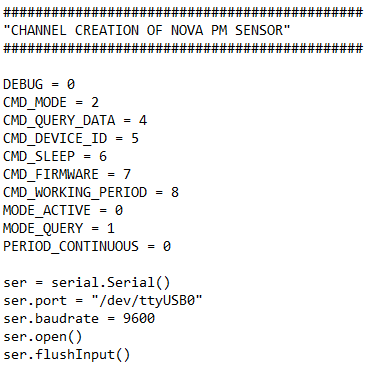 #############################################
"CHANNEL CREATION OF NOVA PM SENSOR"
#############################################
DEBUG = 0
CMD_MODE = 2
CMD_QUERY_DATA = 4
CMD_DEVICE_ID = 5
CMD_SLEEP = 6
CMD_FIRMWARE = 7
CMD_WORKING_PERIOD = 8
MODE_ACTIVE = 0
MODE_QUERY = 1
PERIOD_CONTINUOUS = 0
ser = serial.Serial()
ser.port = "/dev/ttyUSB0"
ser.baudrate = 9600
ser.open()
ser.flushInput()